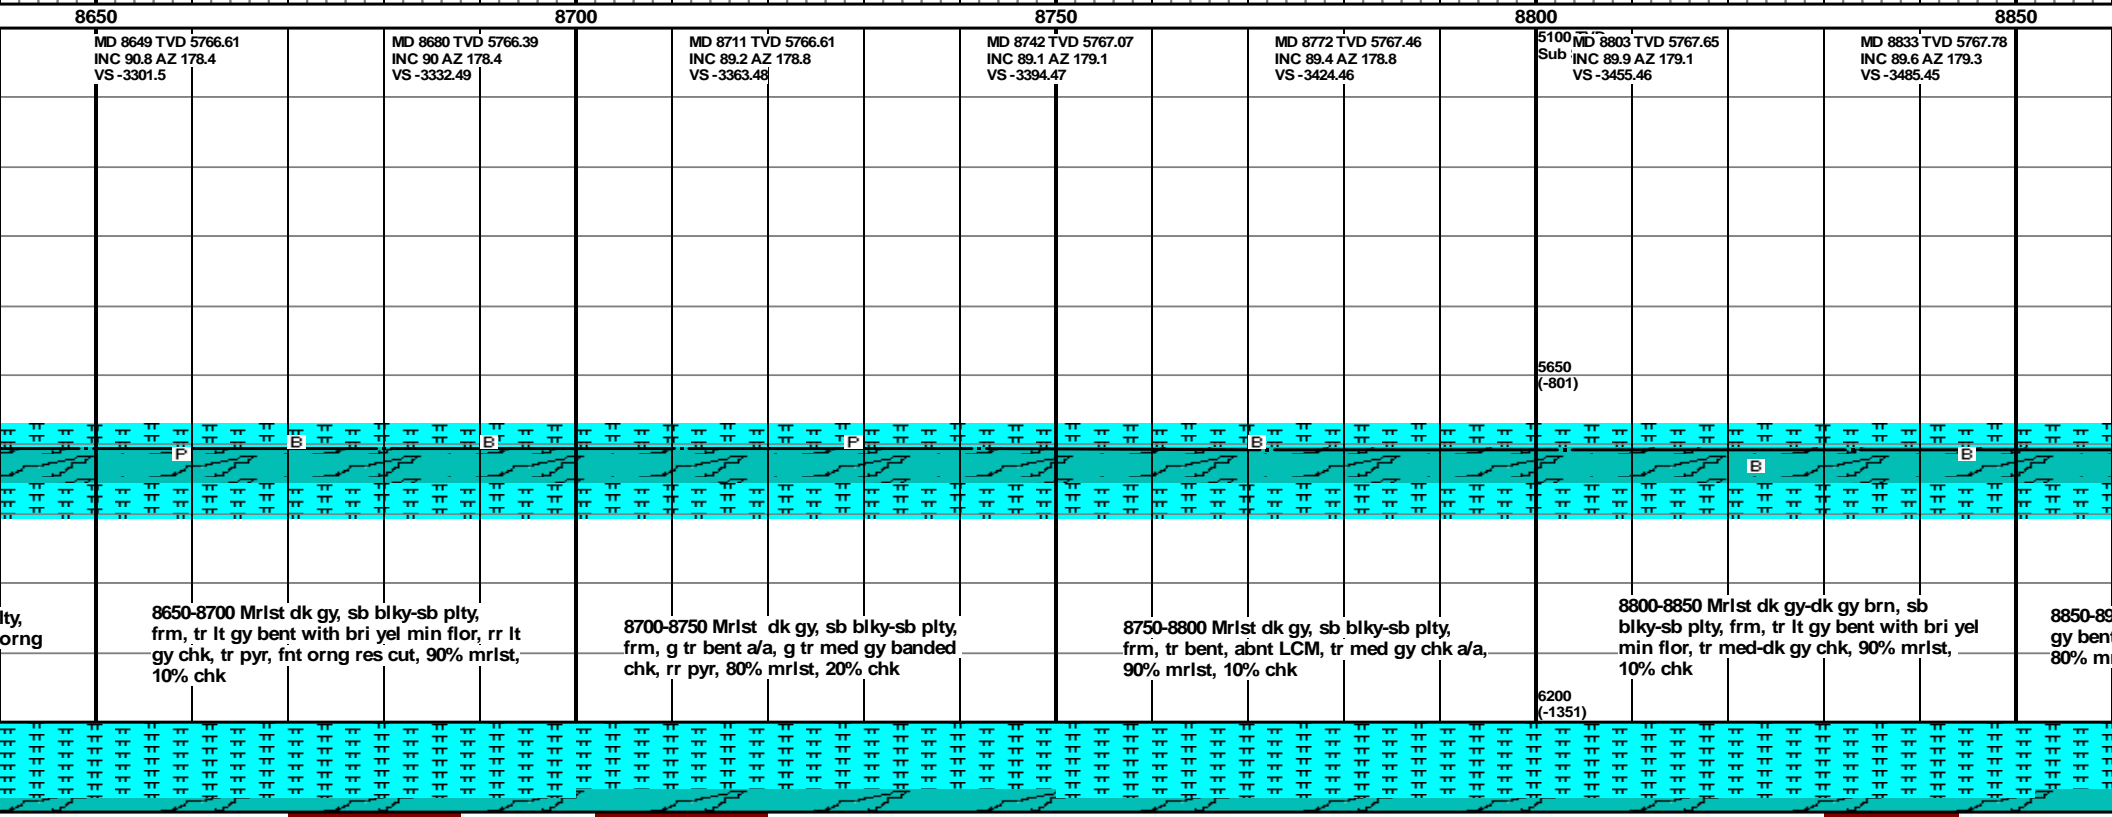 8650 8700 8750 8800 8850
MD 8649 TVD 5766.61
INC 90.8 AZ 178.4
VS -3301.5
MD 8680 TVD 5766.39
INC 90 AZ 178.4
VS -3332.49
MD 8711 TVD 5766.61
INC 89.2 AZ 178.8
VS -3363.48
MD 8742 TVD 5767.07
INC 89.1 AZ 179.1
VS -3394.47
MD 8772 TVD 5767.46
INC 89.4 AZ 178.8
VS -3424.46
5100 TVD
Sub
MD 8803 TVD 5767.65
INC 89.9 AZ 179.1
VS -3455.46
MD 8833 TVD 5767.78
INC 89.6 AZ 179.3
VS -3485.45
5650
(-801)
B B P B
P B B
lty,
orng
8650-8700 Mrlst dk gy, sb blky-sb plty,
frm, tr lt gy bent with bri yel min flor, rr lt
gy chk, tr pyr, fnt orng res cut, 90% mrlst,
10% chk
8700-8750 Mrlst dk gy, sb blky-sb plty,
frm, g tr bent a/a, g tr med gy banded
chk, rr pyr, 80% mrlst, 20% chk
8750-8800 Mrlst dk gy, sb blky-sb plty,
frm, tr bent, abnt LCM, tr med gy chk a/a,
90% mrlst, 10% chk
8800-8850 Mrlst dk gy-dk gy brn, sb
blky-sb plty, frm, tr lt gy bent with bri yel
min flor, tr med-dk gy chk, 90% mrlst,
10% chk
8850-89
gy bent
80% m
6200
(-1351)